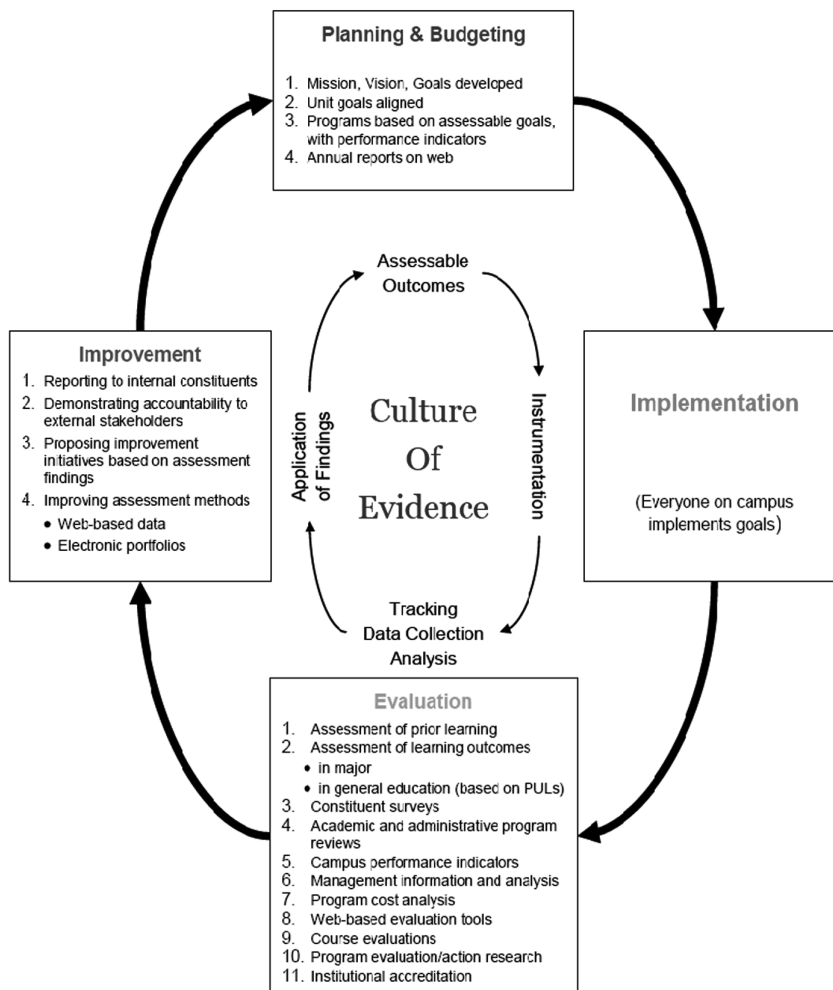 Planning & Budgeting
1. Mission, Vision, Goals developed
2. Unit goals aligned
3. Programs based on assessable goals,
with performance indicators
4. Annual reports on web
Assessable
Outcomes
Improvement
1. Reporting to internal constituents
2. Demonstrating accountability to
external stakeholders
3. Proposing improvement
initiatives based on assessment
findings
4. Improving assessment methods
• Web-based data
• Electronic portfolios
Application
of Findings
Culture
Of
Evidence
Instrumentation
Implementation
(Everyone on campus
implements goals)
Tracking
Data Collection
Analysis
Evaluation
1. Assessment of prior learning
2. Assessment of learning outcomes
• in major
• in general education (based on PULs)
3. Constituent surveys
4. Academic and administrative program
reviews
5. Campus performance indicators
6. Management information and analysis
7. Program cost analysis
8. Web-based evaluation tools
9. Course evaluations
10. Program evaluation/action research
11. Institutional accreditation